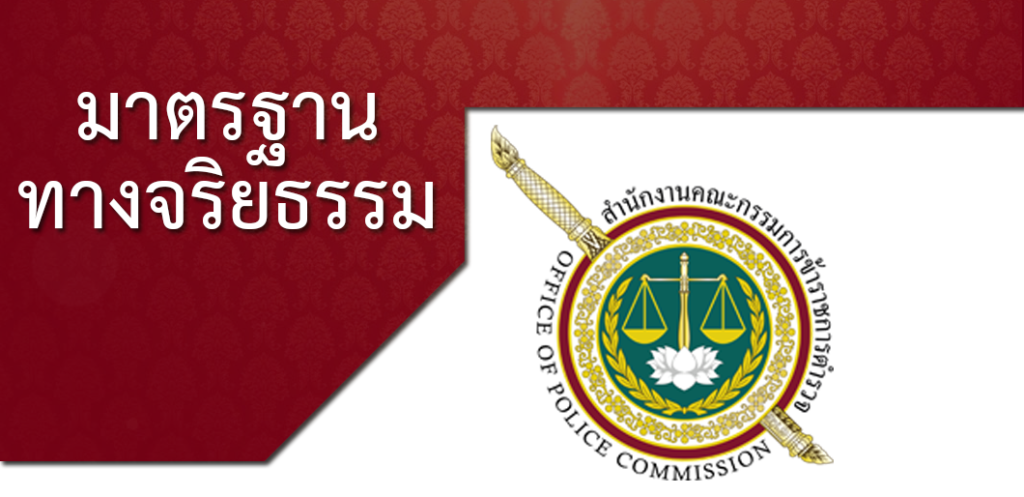 มาตรฐาน
ทางจริยธรรม
สำนักงานคณะกรรมการข้าราชการตำรวจ
OFFICE OF POLICE COMMISSION